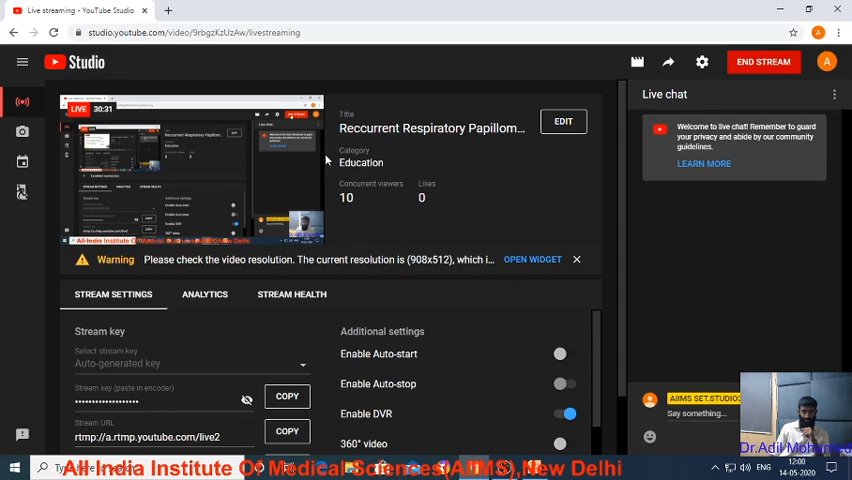 Live streaming - YouTube Studio
studio.youtube.com/video/9rbgzKzUzAw/livestreaming
A
Studio
END STREAM
A
LIVE 30:31
Title
Reccurrent Respiratory Papillom...
EDIT
Category
Education
Concurrent viewers
Likes
10
0
Live chat
Welcome to live chat! Remember to guard
your privacy and abide by our community
guidelines.
LEARN MORE
Warning Please check the video resolution. The current resolution is (908x512), which i... OPEN WIDGET
STREAM SETTINGS
ANALYTICS
STREAM HEALTH
Stream key
Select stream key
Auto-generated key
Stream key (paste in encoder)
COPY
Stream URL
rtmp://a.rtmp.youtube.com/live2
COPY
Additional settings
Enable Auto-start
Enable Auto-stop
Enable DVR
360° video
AIIMS SET.STUDIO
Say something...
Dr.Adil Mohamed
All-India Institute Of Medical Sciences(AIIMS),New Delhi
ENG
12:00
14-05-2020